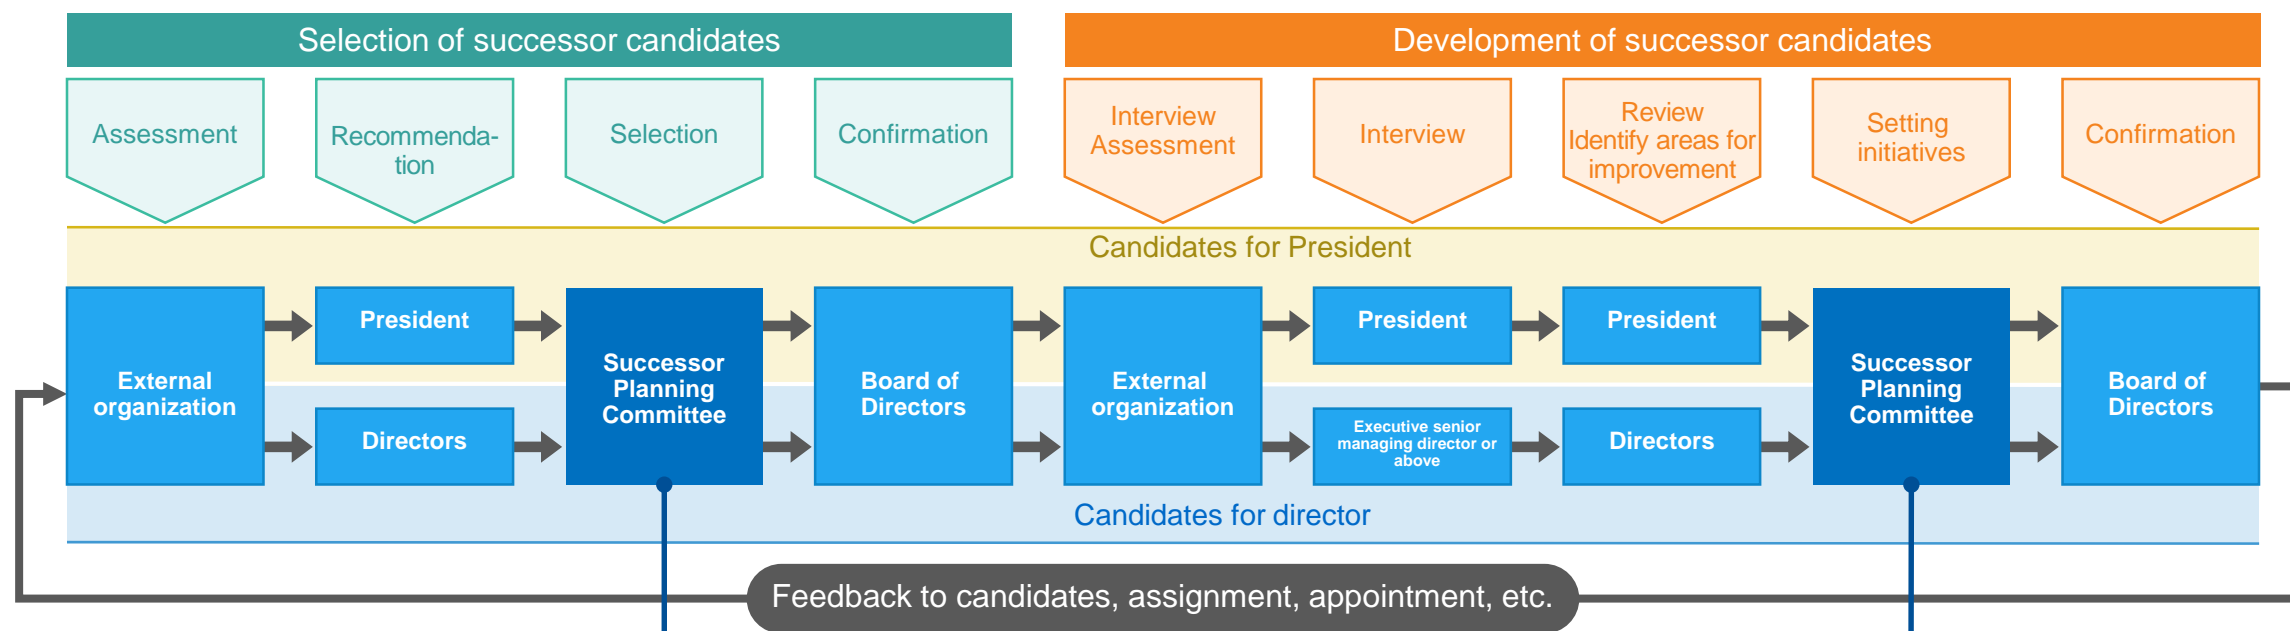 Selection of successor candidates
Development of successor candidates
Assessment
Recommenda-
tion
Selection
Confirmation
Interview
Assessment
Interview
Review
Identify areas for
improvement
Setting
initiatives
Confirmation
Candidates for President
External
organization
President
Directors
Successor
Planning
Committee
Board of
Directors
External
organization
President
Executive senior
managing director or
above
President
Directors
Successor
Planning
Committee
Board of
Directors
Candidates for director
Feedback to candidates, assignment, appointment, etc.